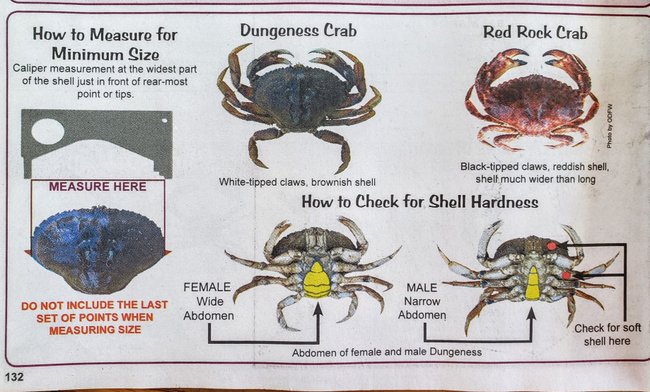 How to Measure for
Minimum Size
Caliper measurement at the widest part
of the shell just in front of rear-most
point or tips.
MEASURE HERE
DO NOT INCLUDE THE LAST
SET OF POINTS WHEN
MEASURING SIZE
Dungeness Crab
White-tipped claws, brownish shell
Red Rock Crab
Photo by ODFW
Black-tipped claws, reddish shell,
shell much wider than long
How to Check for Shell Hardness
FEMALE
Wide
Abdomen
MALE
Narrow
Abdomen
Check for soft
shell here
Abdomen of female and male Dungeness
132